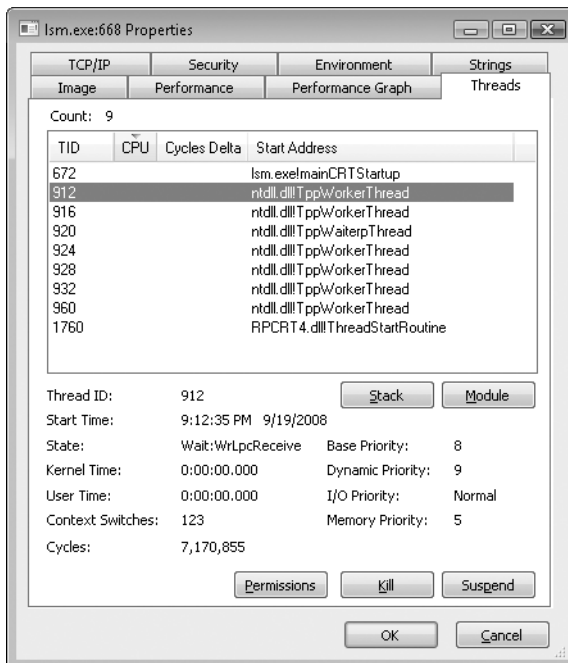 lsm.exe:668 Properties
TCP/IP Security Environment Strings
Image Performance Performance Graph Threads
Count: 9
TID CPU Cycles Delta Start Address
672 lsm.exe!mainCRTStartup
912 ntdll.dll!TppWorkerThread
916 ntdll.dll!TppWorkerThread
920 ntdll.dll!TppWaiterpThread
924 ntdll.dll!TppWorkerThread
928 ntdll.dll!TppWorkerThread
932 ntdll.dll!TppWorkerThread
960 ntdll.dll!TppWorkerThread
1760 RPCRT4.dll!ThreadStartRoutine
Thread ID: 912 Stack Module
Start Time: 9:12:35 PM 9/19/2008
State: Wait:WrLpcReceive Base Priority: 8
Kernel Time: 0:00:00.000 Dynamic Priority: 9
User Time: 0:00:00.000 I/O Priority: Normal
Context Switches: 123 Memory Priority: 5
Cycles: 7,170,855
Permissions Kill Suspend
OK Cancel